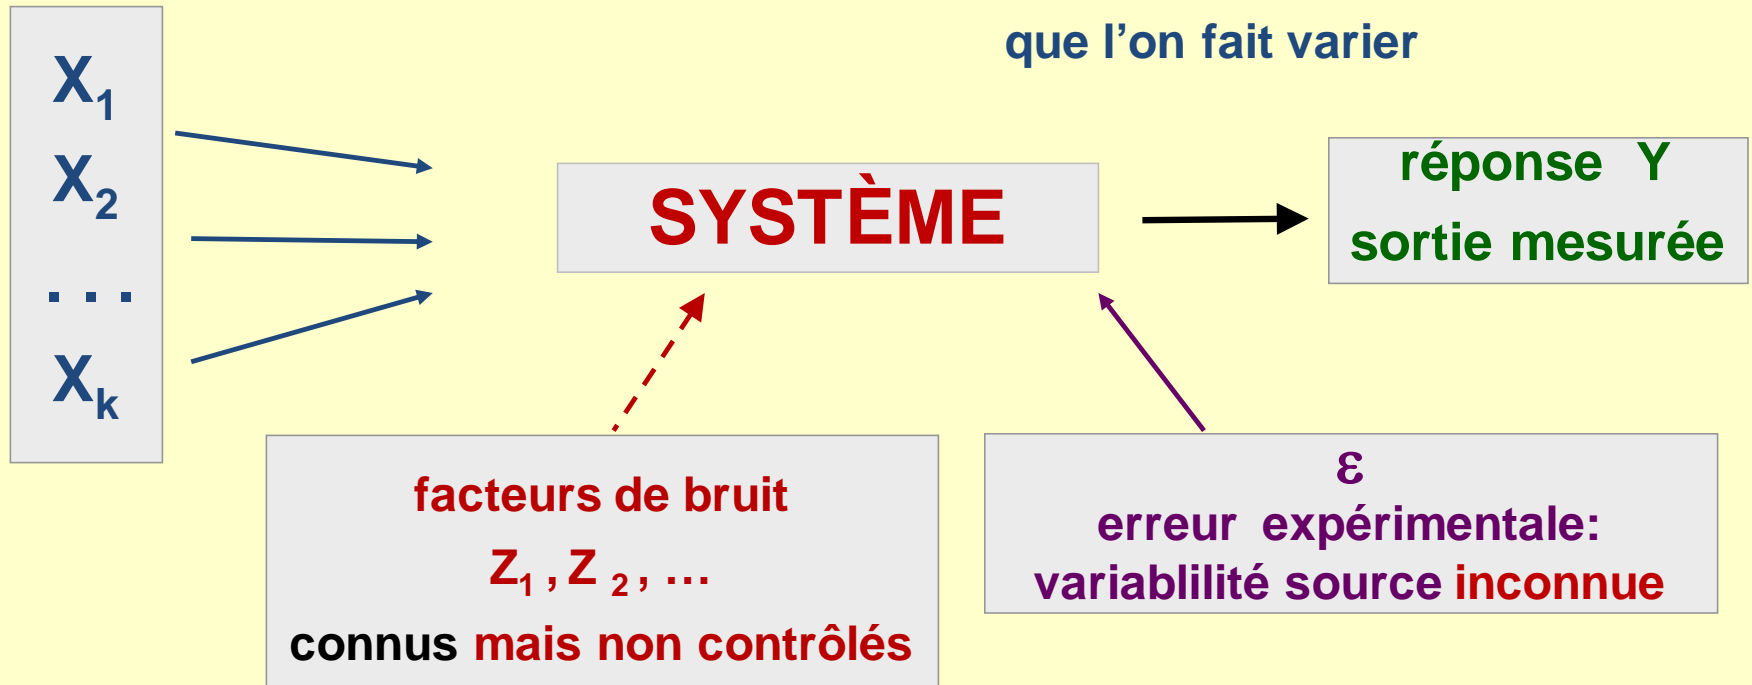 que l’on fait varier
X₁
X₂
. . .
Xₖ
SYSTÈME
réponse Y
sortie mesurée
facteurs de bruit
Z₁ , Z ₂ , …
connus mais non contrôlés
ε
erreur expérimentale:
variablilité source inconnue